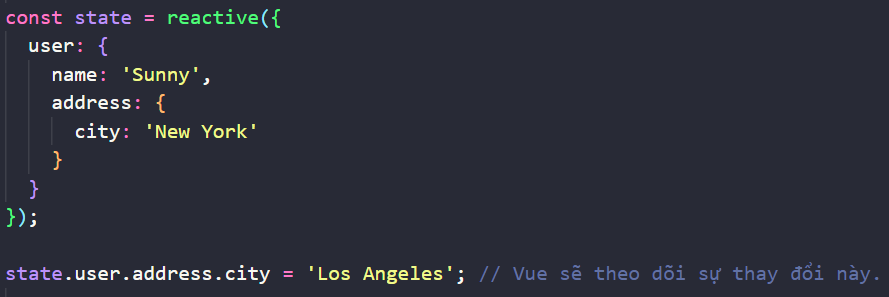 const state = reactive({
  user: {
    name: 'Sunny',
    address: {
      city: 'New York'
    }
  }
});

state.user.address.city = 'Los Angeles'; // Vue sẽ theo dõi sự thay đổi này.